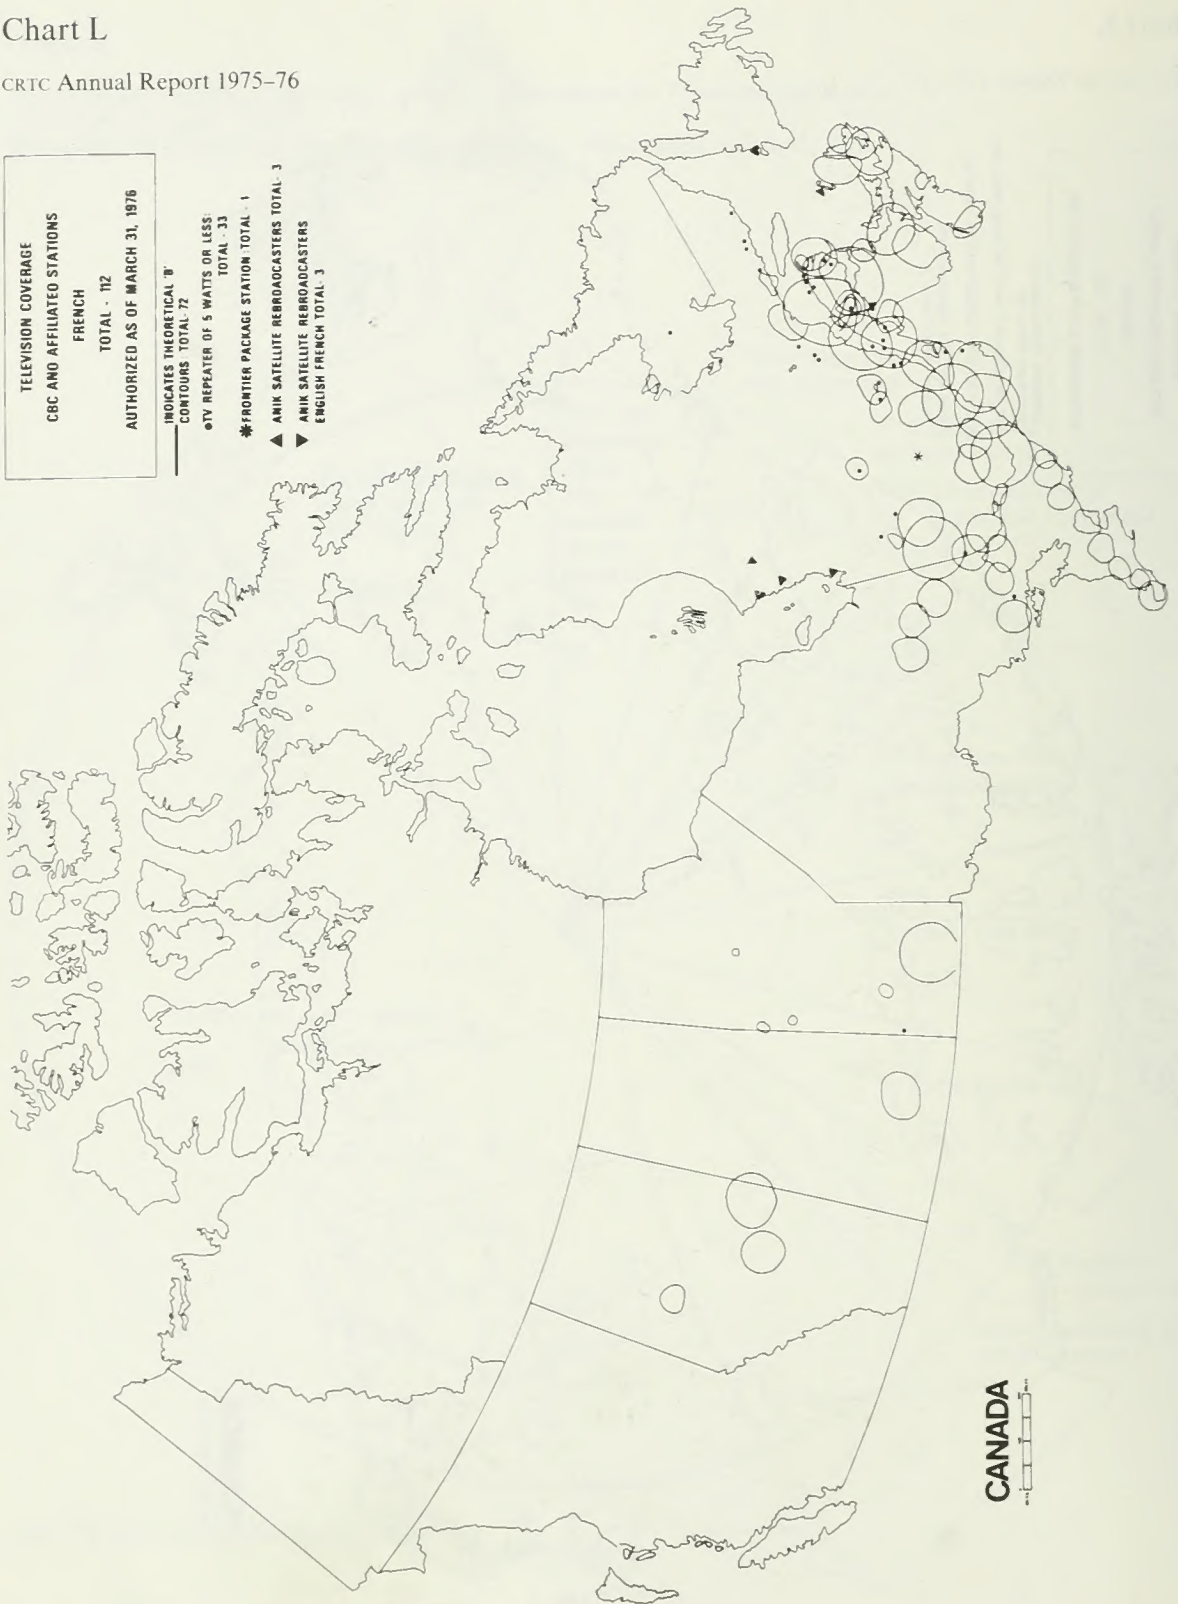 Chart L
CRTC Annual Report 1975–76
TELEVISION COVERAGE
CBC AND AFFILIATED STATIONS
FRENCH
TOTAL - 112
AUTHORIZED AS OF MARCH 31, 1976
INDICATES THEORETICAL 'B'
CONTOURS TOTAL-72
●TV REPEATER OF 5 WATTS OR LESS:
TOTAL - 33
✱FRONTIER PACKAGE STATION: TOTAL - 1
▲ ANIK SATELLITE REBROADCASTERS TOTAL- 3
▼ ANIK SATELLITE REBROADCASTERS
ENGLISH FRENCH TOTAL- 3
CANADA